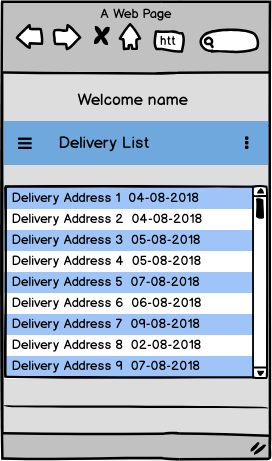 A Web Page
htt
Welcome name
Delivery List
Delivery Address 1 04-08-2018
Delivery Address 2 04-08-2018
Delivery Address 3 05-08-2018
Delivery Address 4 05-08-2018
Delivery Address 5 07-08-2018
Delivery Address 6 06-08-2018
Delivery Address 7 09-08-2018
Delivery Address 8 02-08-2018
Delivery Address 9 07-08-2018